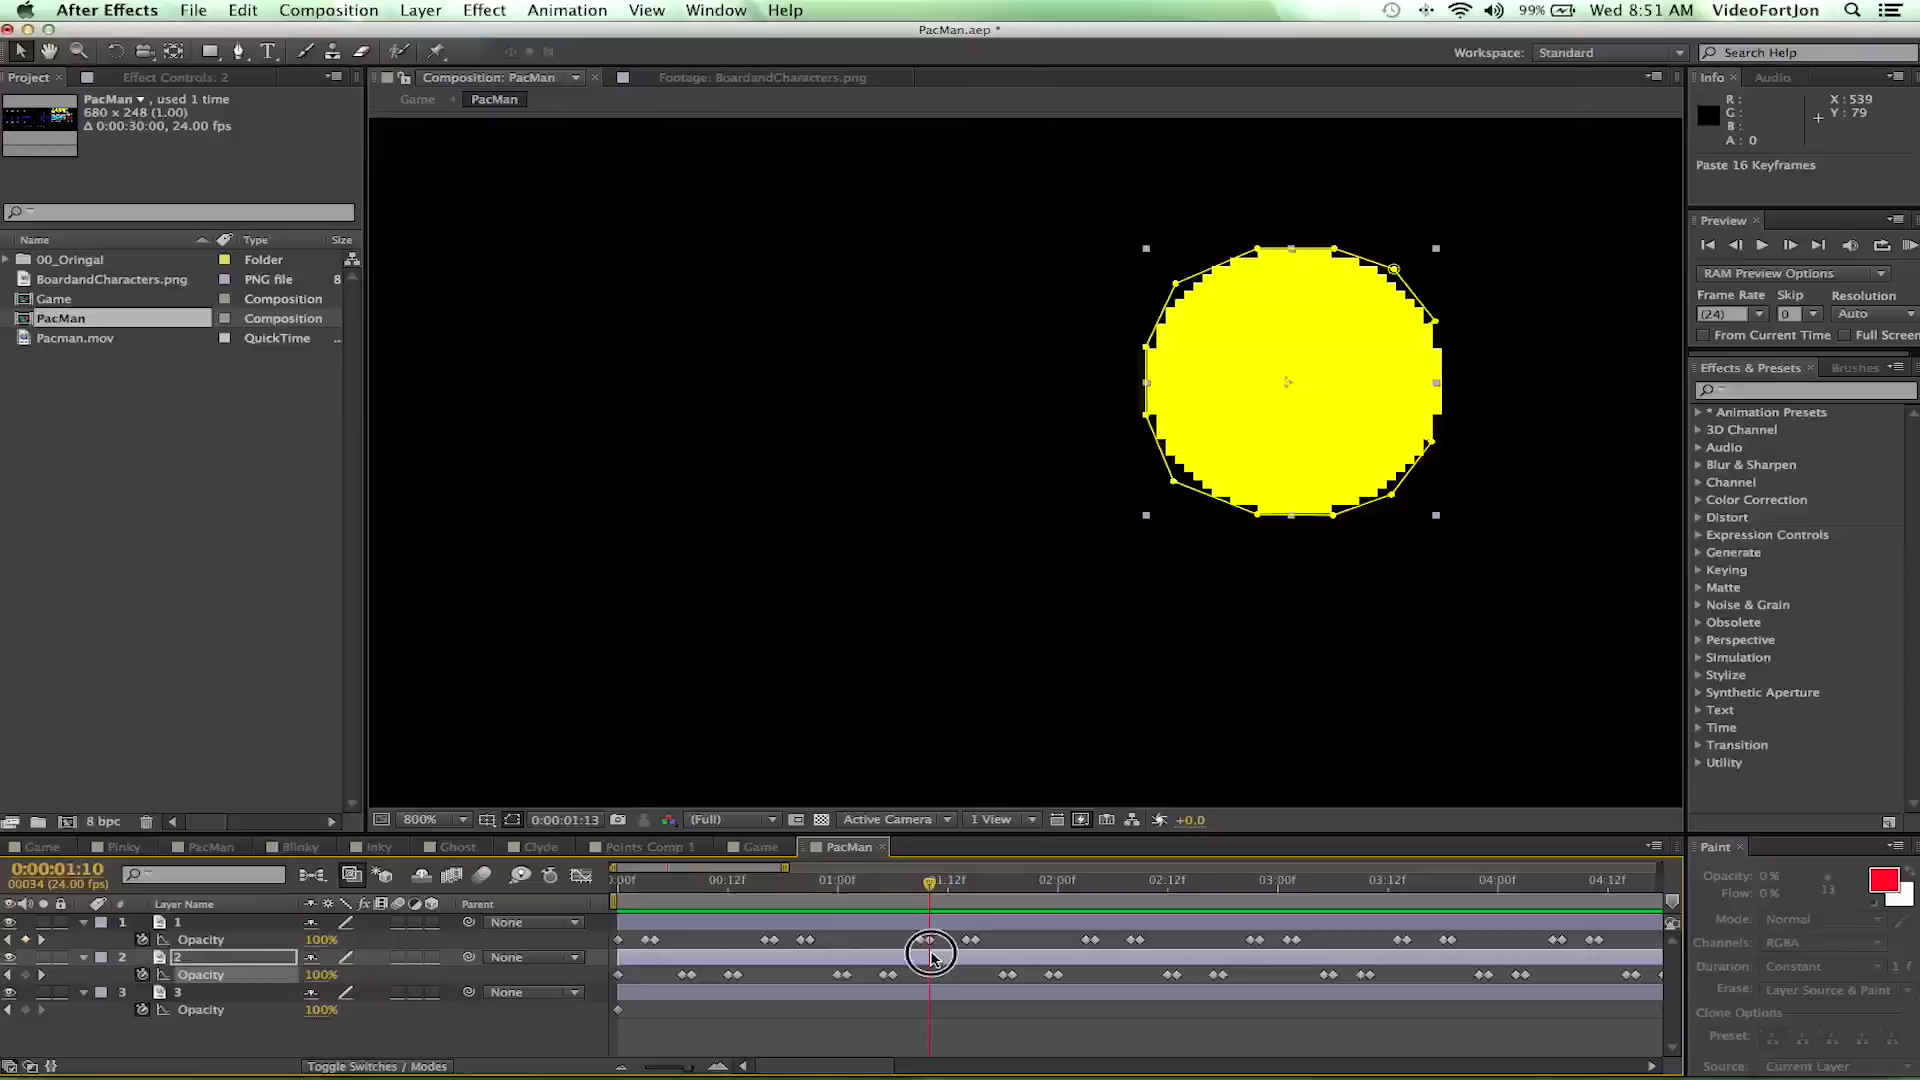 After Effects File Edit Composition Layer Effect Animation View Window Help 99% Wed 8:51 AM VideoFortJon
PacMan.aep *
Workspace: Standard Search Help
Project Effect Controls: 2 Composition: PacMan Footage: BoardandCharacters.png Info Audio
Game PacMan
PacMan , used 1 time
680 x 248 (1.00)
Δ 0:00:30:00, 24.00 fps
R :
G :
B :
A : 0
X : 539
Y : 79
Paste 16 Keyframes
Name Type Size
00_Oringal Folder
BoardandCharacters.png PNG file 8
Game Composition
PacMan Composition
Pacman.mov QuickTime ...
Preview
RAM Preview Options
Frame Rate Skip Resolution
(24) 0 Auto
From Current Time Full Screen
Effects & Presets Brushes
* Animation Presets
3D Channel
Audio
Blur & Sharpen
Channel
Color Correction
Distort
Expression Controls
Generate
Keying
Matte
Noise & Grain
Obsolete
Perspective
Simulation
Stylize
Synthetic Aperture
Text
Time
Transition
Utility
8 bpc 800% 0:00:01:13 (Full) Active Camera 1 View +0.0
Game Pinky PacMan Blinky Inky Ghost Clyde Points Comp 1 Game PacMan
0:00:01:10
00034 (24.00 fps)
:00f 00:12f 01:00f 01:12f 02:00f 02:12f 03:00f 03:12f 04:00f 04:12f
# Layer Name fx Parent
1 1 None
Opacity 100%
2 2 None
Opacity 100%
3 3 None
Opacity 100%
Toggle Switches / Modes
Paint
Opacity: 0 %
Flow: 0 % 13
Mode: Normal
Channels: RGBA
Duration: Constant 1 f
Erase: Layer Source & Paint
Clone Options
Preset:
Source: Current Layer